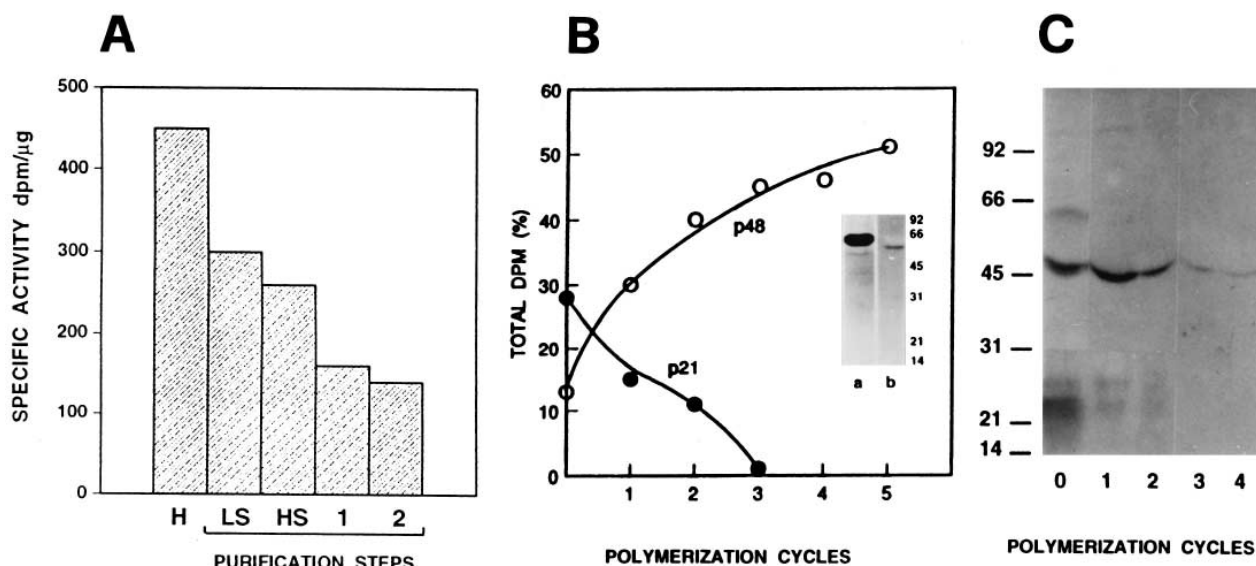 A
500
400
300
200
100
0
SPECIFIC ACTIVITY dpm/µg
H LS HS 1 2
PURIFICATION STEPS
B
60
50
40
30
20
10
0
TOTAL DPM (%)
p48
p21
92
66
45
31
21
14
a b
1 2 3 4 5
POLYMERIZATION CYCLES
C
92
66
45
31
21
14
0 1 2 3 4
POLYMERIZATION CYCLES